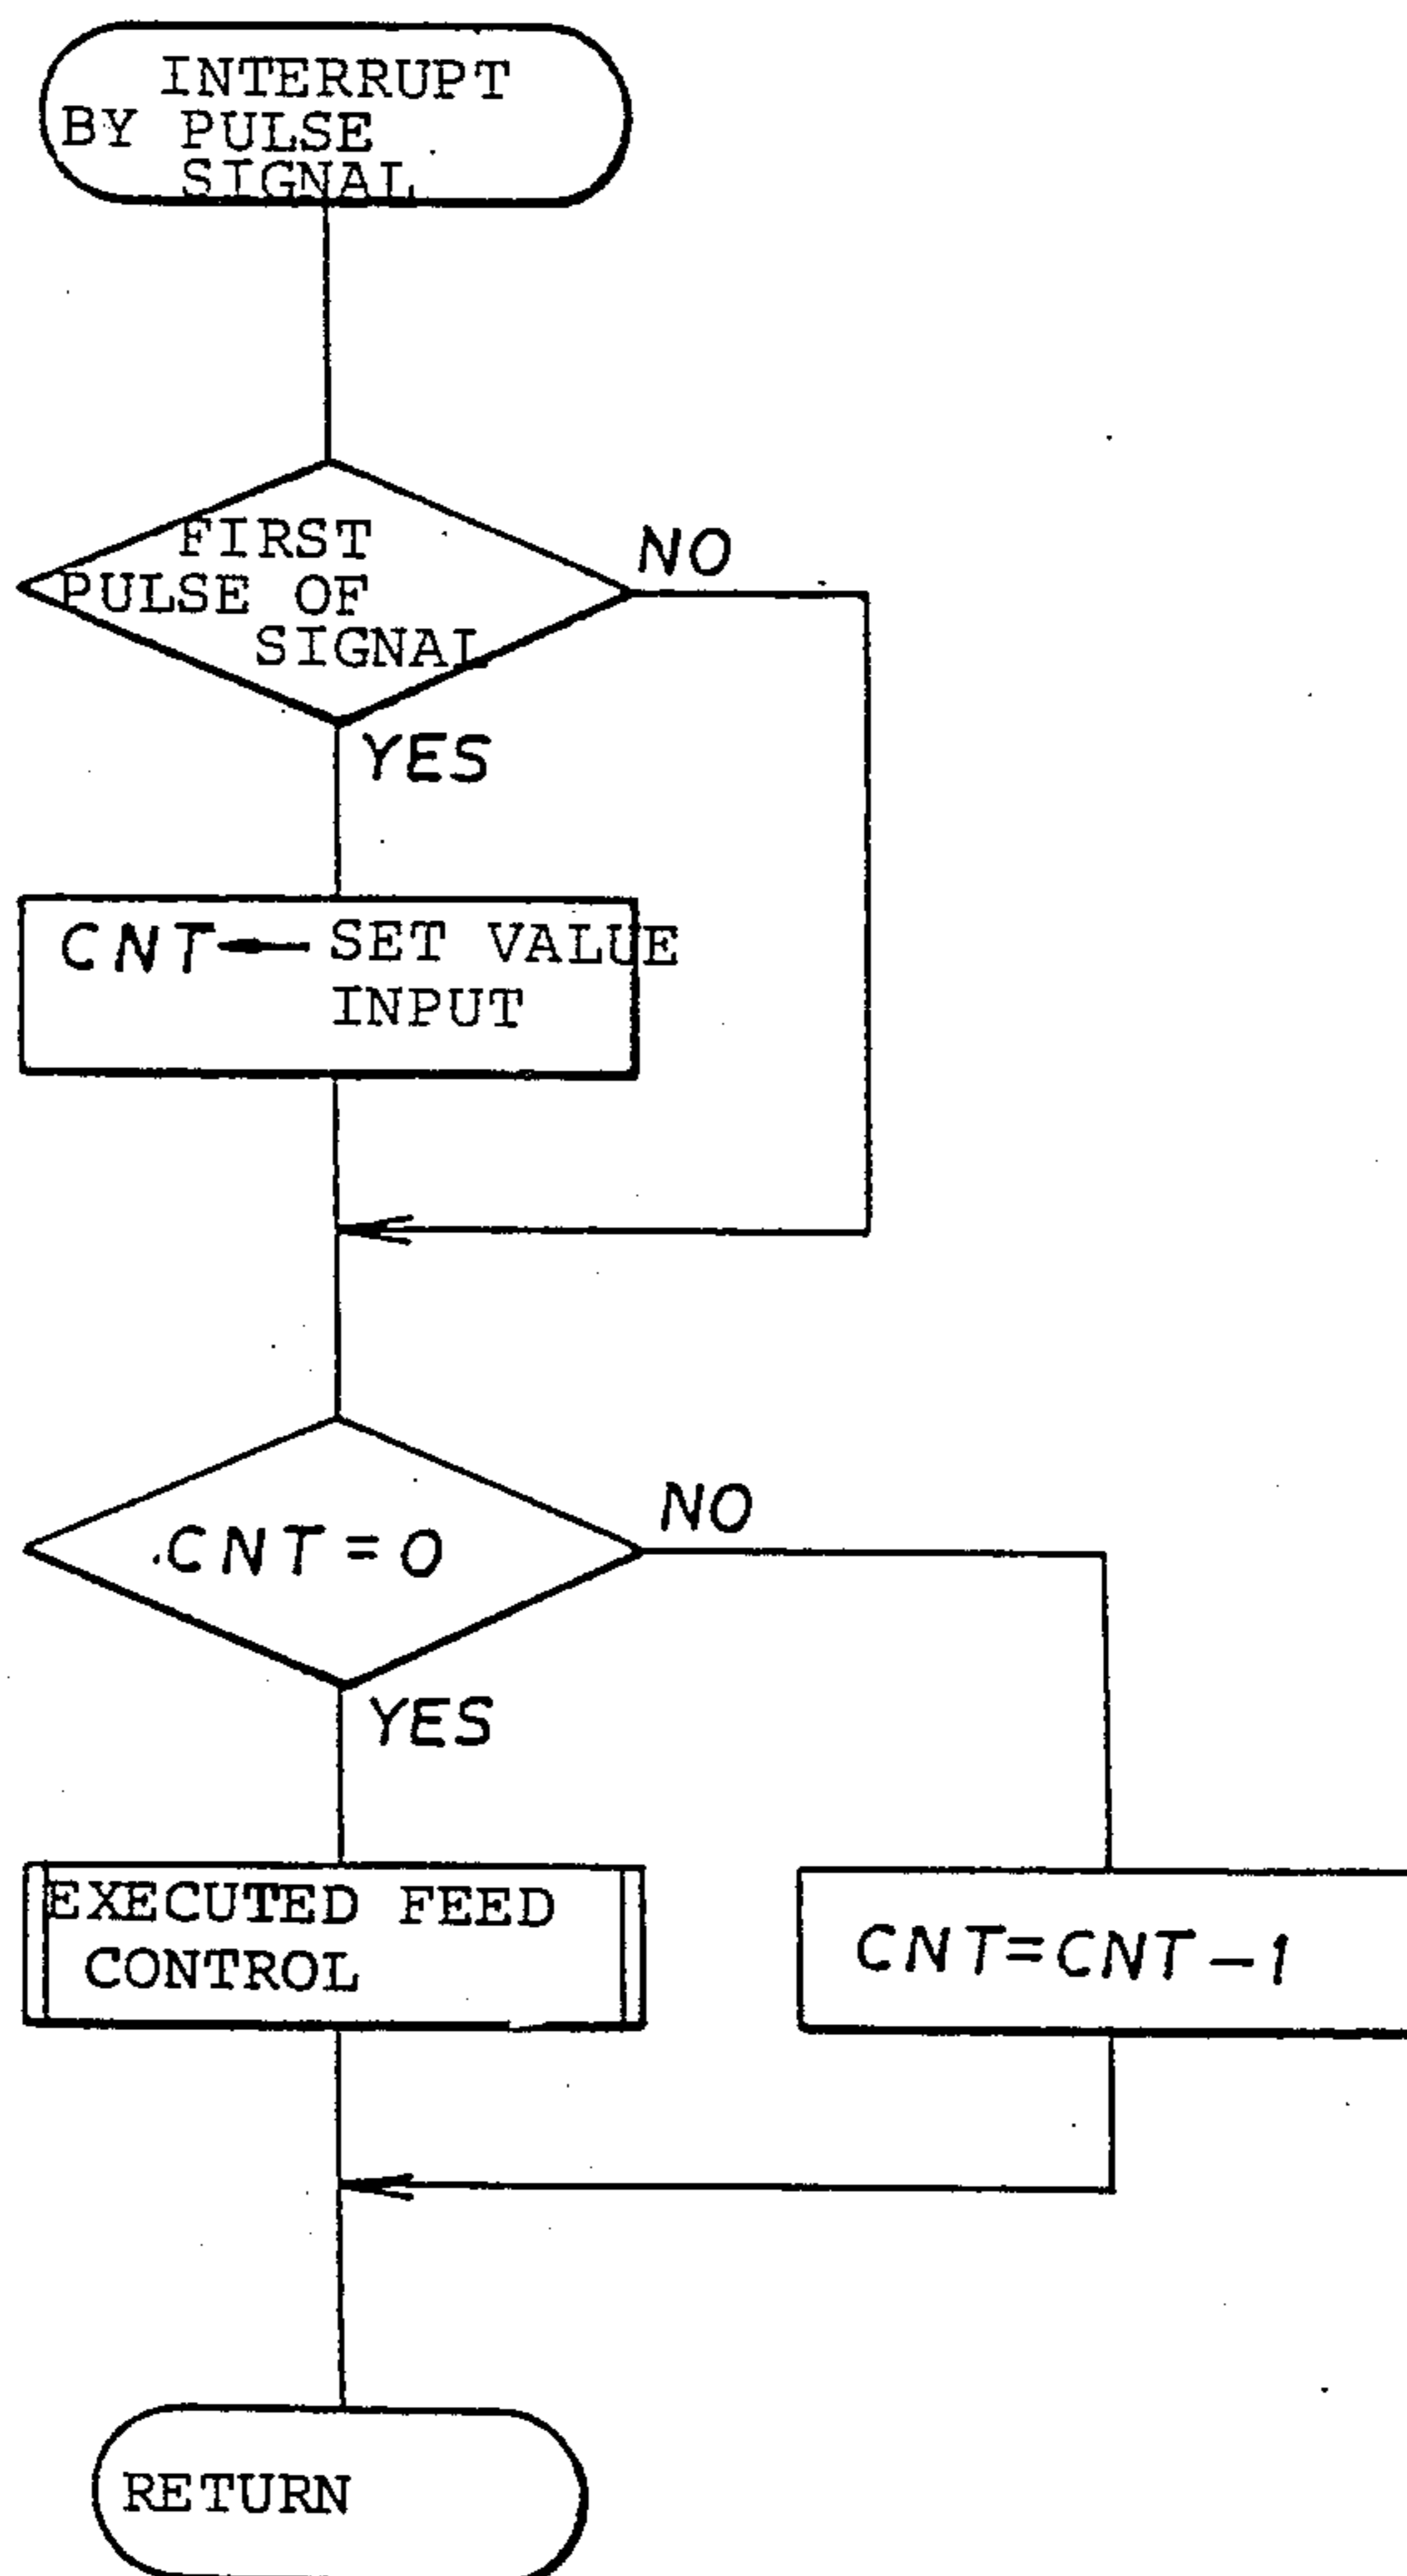 INTERRUPT
BY PULSE
SIGNAL
FIRST
PULSE OF
SIGNAL
NO
YES
CNT← SET VALUE
INPUT
CNT=0
NO
YES
EXECUTED FEED
CONTROL
CNT=CNT-1
RETURN